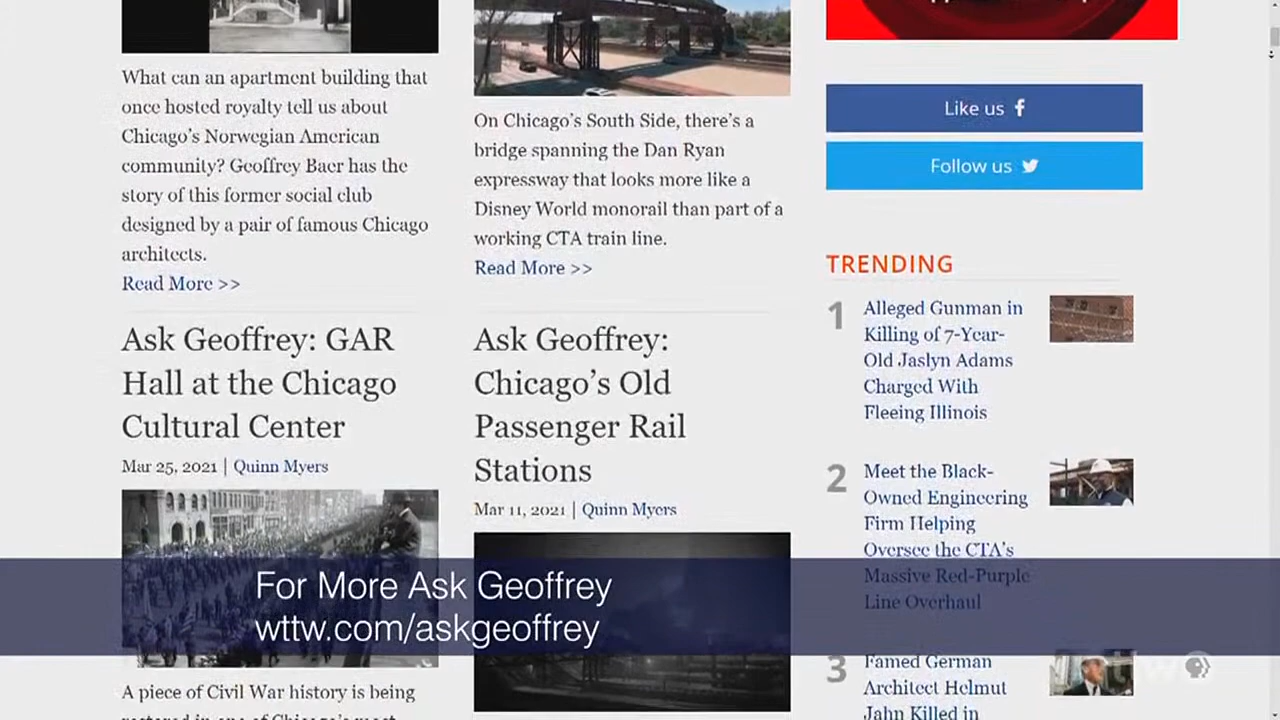 What can an apartment building that
once hosted royalty tell us about
Chicago's Norwegian American
community? Geoffrey Baer has the
story of this former social club
designed by a pair of famous Chicago
architects.
Read More >>
Ask Geoffrey: GAR
Hall at the Chicago
Cultural Center
Mar 25, 2021 | Quinn Myers
A piece of Civil War history is being
restored in one of Chicago's most
On Chicago's South Side, there's a
bridge spanning the Dan Ryan
expressway that looks more like a
Disney World monorail than part of a
working CTA train line.
Read More >>
Ask Geoffrey:
Chicago's Old
Passenger Rail
Stations
Mar 11, 2021 | Quinn Myers
Like us
Follow us
TRENDING
1 Alleged Gunman in
Killing of 7-Year-
Old Jaslyn Adams
Charged With
Fleeing Illinois
2 Meet the Black-
Owned Engineering
Firm Helping
Oversee the CTA's
Massive Red-Purple
Line Overhaul
3 Famed German
Architect Helmut
Jahn Killed in
For More Ask Geoffrey
wttw.com/askgeoffrey
wttw